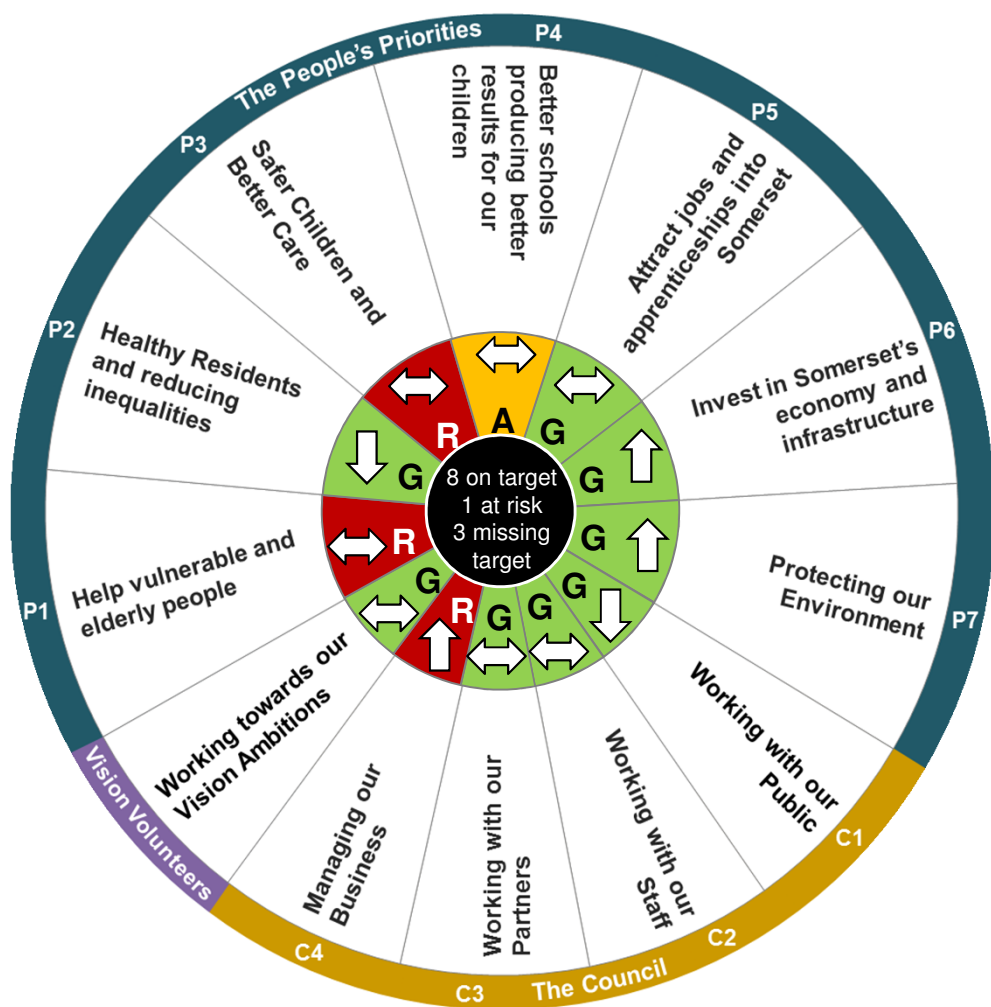 The People's Priorities
P4
Better schools
producing better
results for our
children
P5
Attract jobs and
apprenticeships into
Somerset
P6
Invest in Somerset's
economy and
infrastructure
P7
Protecting our
Environment
C1
Working with our
Public
C2
Working with our
Staff
The Council
C3
Working with our
Partners
C4
Managing our
Business
Vision Volunteers
Working towards our
Vision Ambitions
P1
Help vulnerable and
elderly people
P2
Healthy Residents
and reducing
inequalities
P3
Safer Children and
Better Care
A
G
G
G
G
G
G
R
G
R
G
R
8 on target
1 at risk
3 missing
target